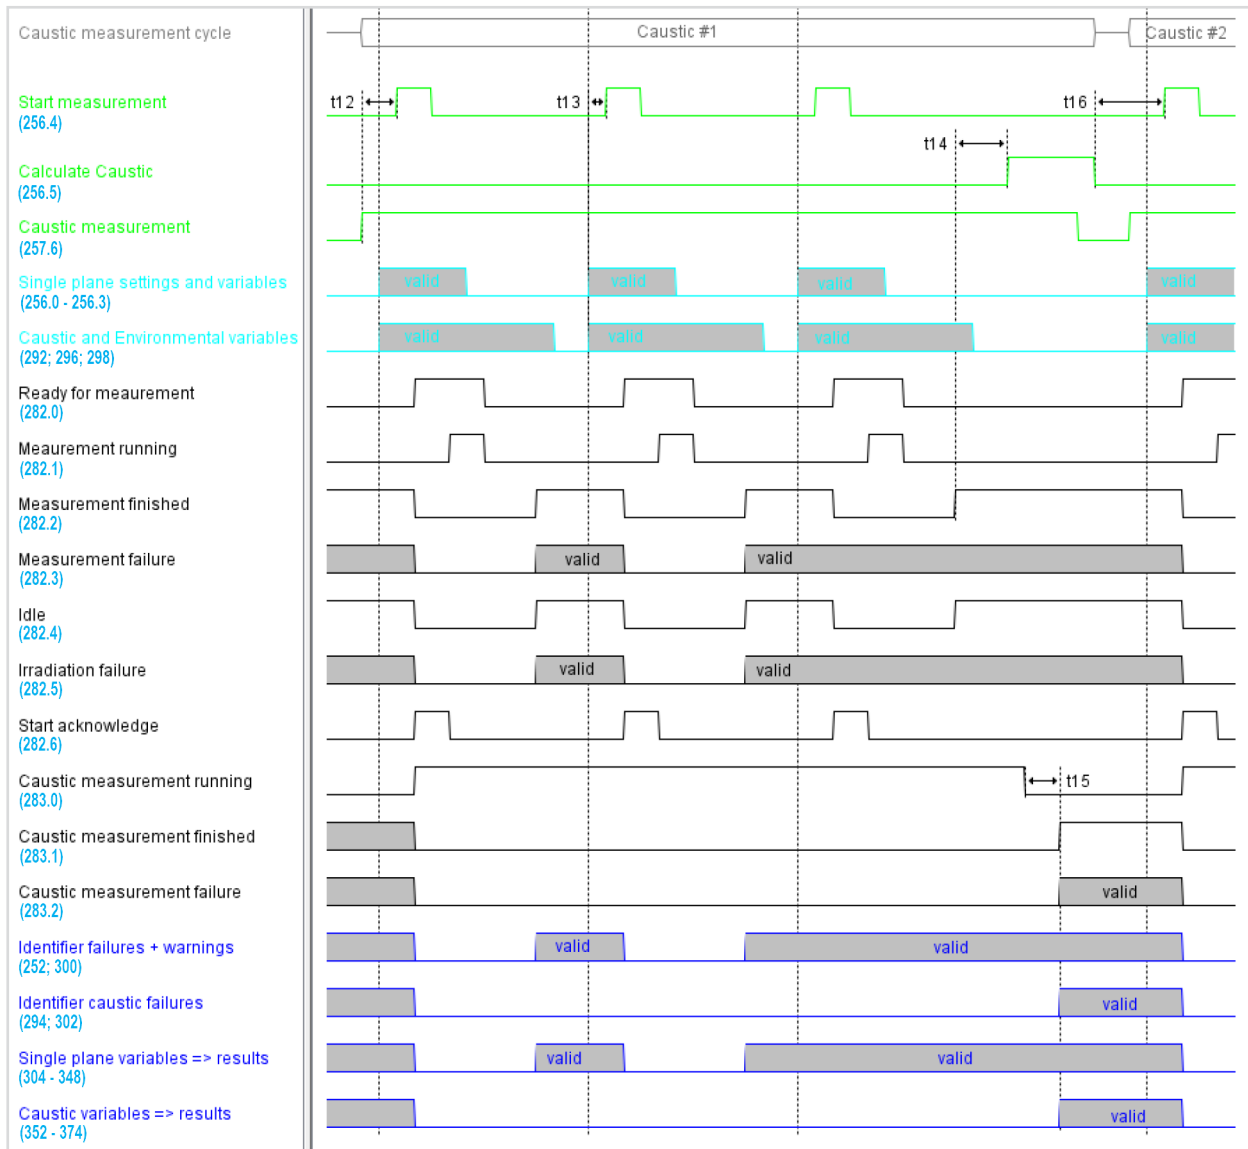 Caustic measurement cycle
Caustic #1
Caustic #2
Start measurement
(256.4)
t12
t13
t16
t14
Calculate Caustic
(256.5)
Caustic measurement
(257.6)
Single plane settings and variables
(256.0 - 256.3)
valid
valid
valid
valid
Caustic and Environmental variables
(292; 296; 298)
valid
valid
valid
valid
Ready for meaurement
(282.0)
Meaurement running
(282.1)
Measurement finished
(282.2)
Measurement failure
(282.3)
valid
valid
Idle
(282.4)
Irradiation failure
(282.5)
valid
valid
Start acknowledge
(282.6)
Caustic measurement running
(283.0)
t15
Caustic measurement finished
(283.1)
Caustic measurement failure
(283.2)
valid
Identifier failures + warnings
(252; 300)
valid
valid
Identifier caustic failures
(294; 302)
valid
Single plane variables => results
(304 - 348)
valid
valid
Caustic variables => results
(352 - 374)
valid